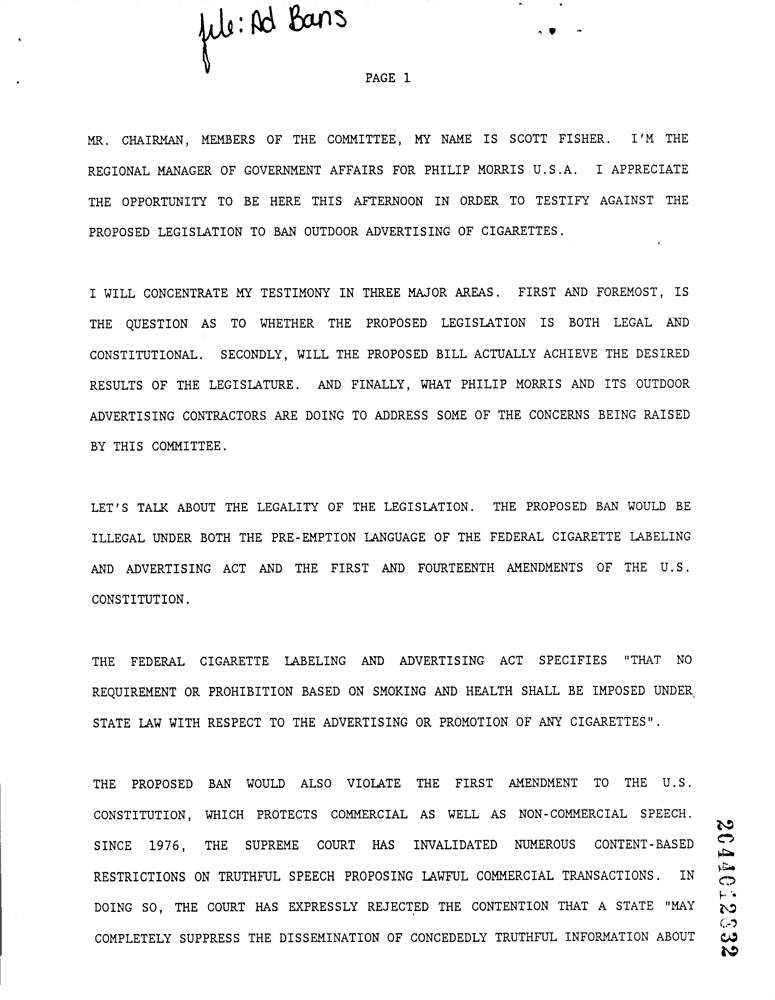 file: Ad Bans
PAGE 1
MR. CHAIRMAN, MEMBERS OF THE COMMITTEE, MY NAME IS SCOTT FISHER. I'M THE
REGIONAL MANAGER OF GOVERNMENT AFFAIRS FOR PHILIP MORRIS U.S.A. I APPRECIATE
THE OPPORTUNITY TO BE HERE THIS AFTERNOON IN ORDER TO TESTIFY AGAINST THE
PROPOSED LEGISLATION TO BAN OUTDOOR ADVERTISING OF CIGARETTES.
I WILL CONCENTRATE MY TESTIMONY IN THREE MAJOR AREAS. FIRST AND FOREMOST, IS
THE QUESTION AS TO WHETHER THE PROPOSED LEGISLATION IS BOTH LEGAL AND
CONSTITUTIONAL. SECONDLY, WILL THE PROPOSED BILL ACTUALLY ACHIEVE THE DESIRED
RESULTS OF THE LEGISLATURE. AND FINALLY, WHAT PHILIP MORRIS AND ITS OUTDOOR
ADVERTISING CONTRACTORS ARE DOING TO ADDRESS SOME OF THE CONCERNS BEING RAISED
BY THIS COMMITTEE.
LET'S TALK ABOUT THE LEGALITY OF THE LEGISLATION. THE PROPOSED BAN WOULD BE
ILLEGAL UNDER BOTH THE PRE-EMPTION LANGUAGE OF THE FEDERAL CIGARETTE LABELING
AND ADVERTISING ACT AND THE FIRST AND FOURTEENTH AMENDMENTS OF THE U.S.
CONSTITUTION.
THE FEDERAL CIGARETTE LABELING AND ADVERTISING ACT SPECIFIES "THAT NO
REQUIREMENT OR PROHIBITION BASED ON SMOKING AND HEALTH SHALL BE IMPOSED UNDER
STATE LAW WITH RESPECT TO THE ADVERTISING OR PROMOTION OF ANY CIGARETTES".
THE PROPOSED BAN WOULD ALSO VIOLATE THE FIRST AMENDMENT TO THE U.S.
CONSTITUTION, WHICH PROTECTS COMMERCIAL AS WELL AS NON-COMMERCIAL SPEECH.
SINCE 1976, THE SUPREME COURT HAS INVALIDATED NUMEROUS CONTENT-BASED
RESTRICTIONS ON TRUTHFUL SPEECH PROPOSING LAWFUL COMMERCIAL TRANSACTIONS. IN
DOING SO, THE COURT HAS EXPRESSLY REJECTED THE CONTENTION THAT A STATE "MAY
COMPLETELY SUPPRESS THE DISSEMINATION OF CONCEDEDLY TRUTHFUL INFORMATION ABOUT
2044012332